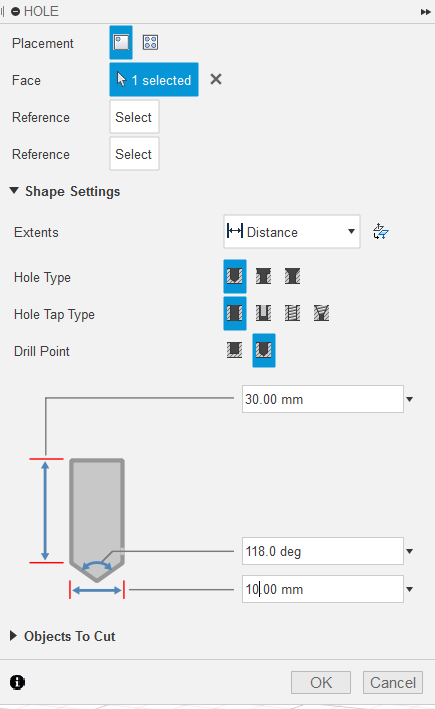 HOLE
Placement
Face 1 selected
Reference Select
Reference Select
Shape Settings
Extents Distance
Hole Type
Hole Tap Type
Drill Point
30.00 mm
118.0 deg
10.00 mm
Objects To Cut
OK Cancel